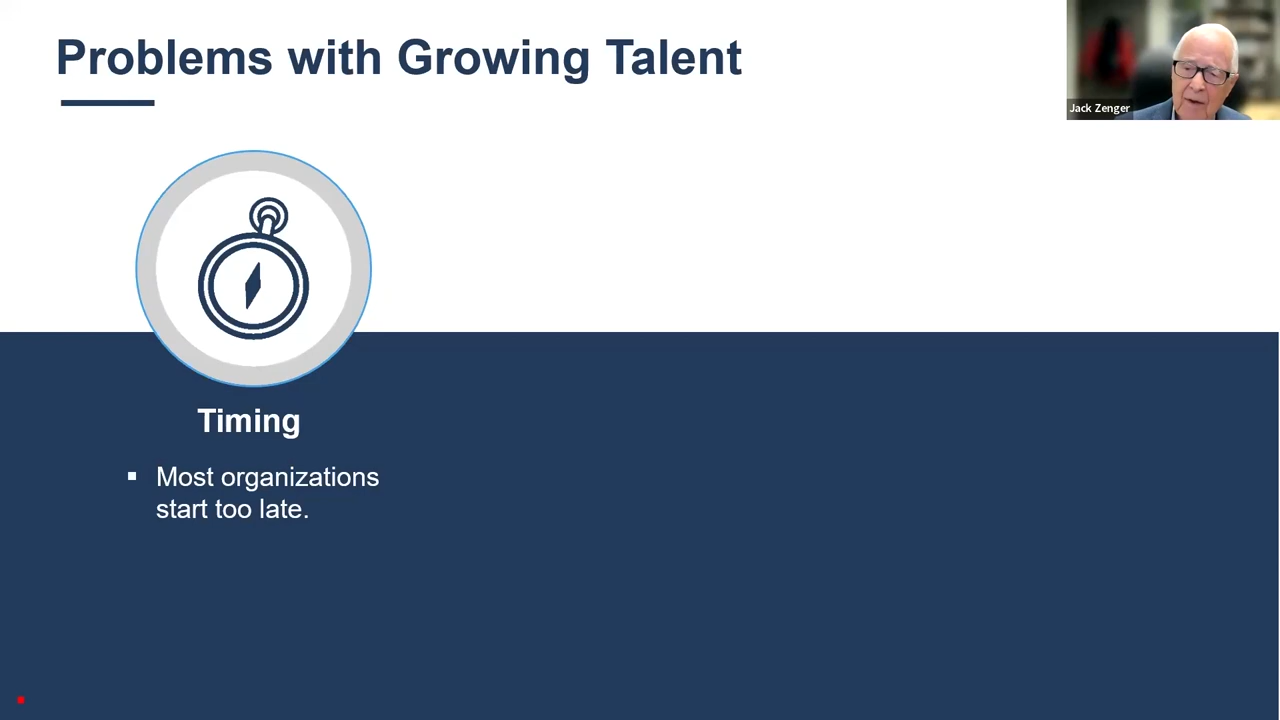 Problems with Growing Talent
Jack Zenger
Timing
Most organizations
start too late.